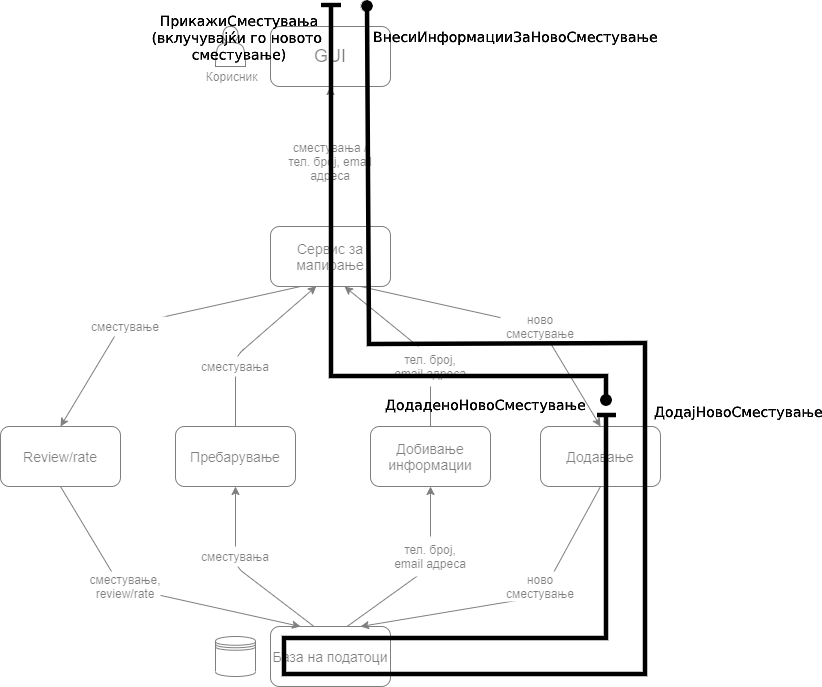 ПрикажиСместувања
(вклучувајќи го новото
сместување)
ВнесиИнформацииЗаНовоСместување
GUI
Корисник
сместувања /
тел. број, email
адреса
Сервис за
мапирање
сместување
сместувања
тел. број,
email адреса
ново
сместување
ДодаденоНовоСместување
ДодајНовоСместување
Review/rate
Пребарување
Добивање
информации
Додавање
сместување,
review/rate
сместувања
тел. број,
email адреса
ново
сместување
База на податоци